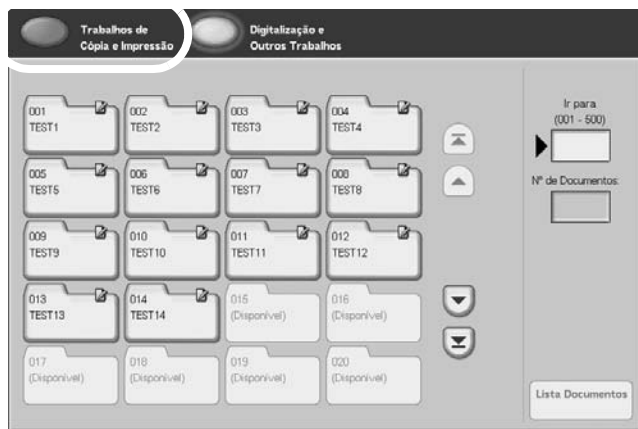 Trabalhos de
Cópia e Impressão
Digitalização e
Outros Trabalhos
001
TEST1
002
TEST2
003
TEST3
004
TEST4
005
TEST5
006
TEST6
007
TEST7
008
TEST8
009
TEST9
010
TEST10
011
TEST11
012
TEST12
013
TEST13
014
TEST14
015
(Disponível)
016
(Disponível)
017
(Disponível)
018
(Disponível)
019
(Disponível)
020
(Disponível)
Ir para
(001 - 500)
Nº de Documentos:
Lista Documentos